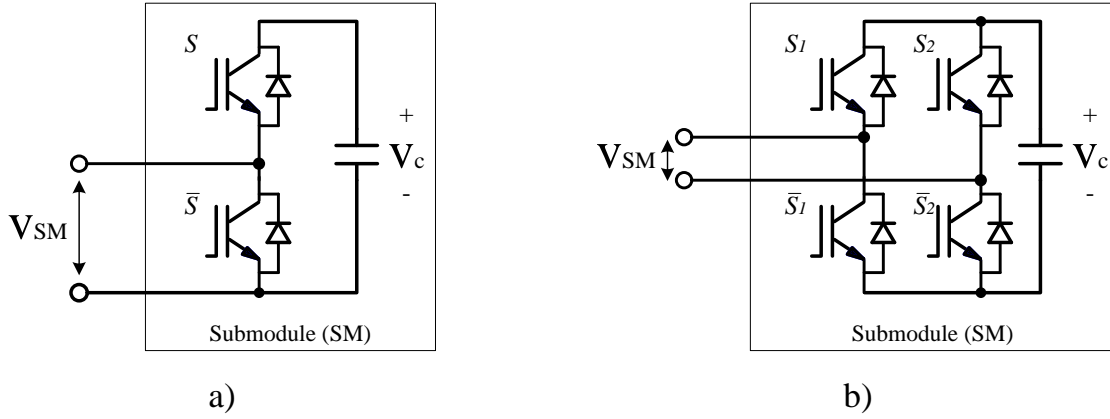 S
+
Vc
-
S̅
VSM
Submodule (SM)
a)
S1
S2
+
VSM
Vc
-
S̅1
S̅2
Submodule (SM)
b)